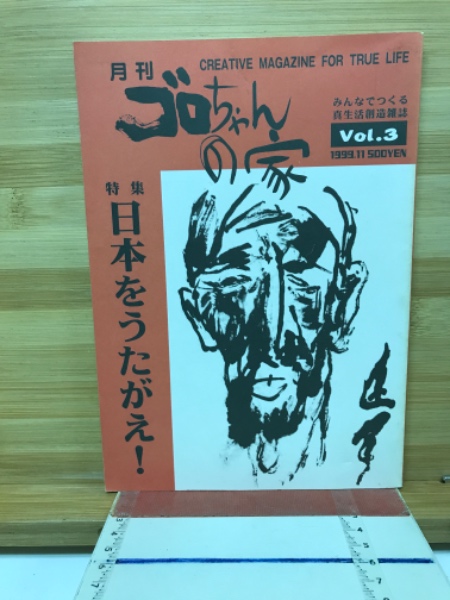 月刊
CREATIVE MAGAZINE FOR TRUE LIFE
ゴロちゃん
の家
みんなでつくる
真生活創造雑誌
Vol.3
1999.11 500YEN
特集
日本をうたがえ!